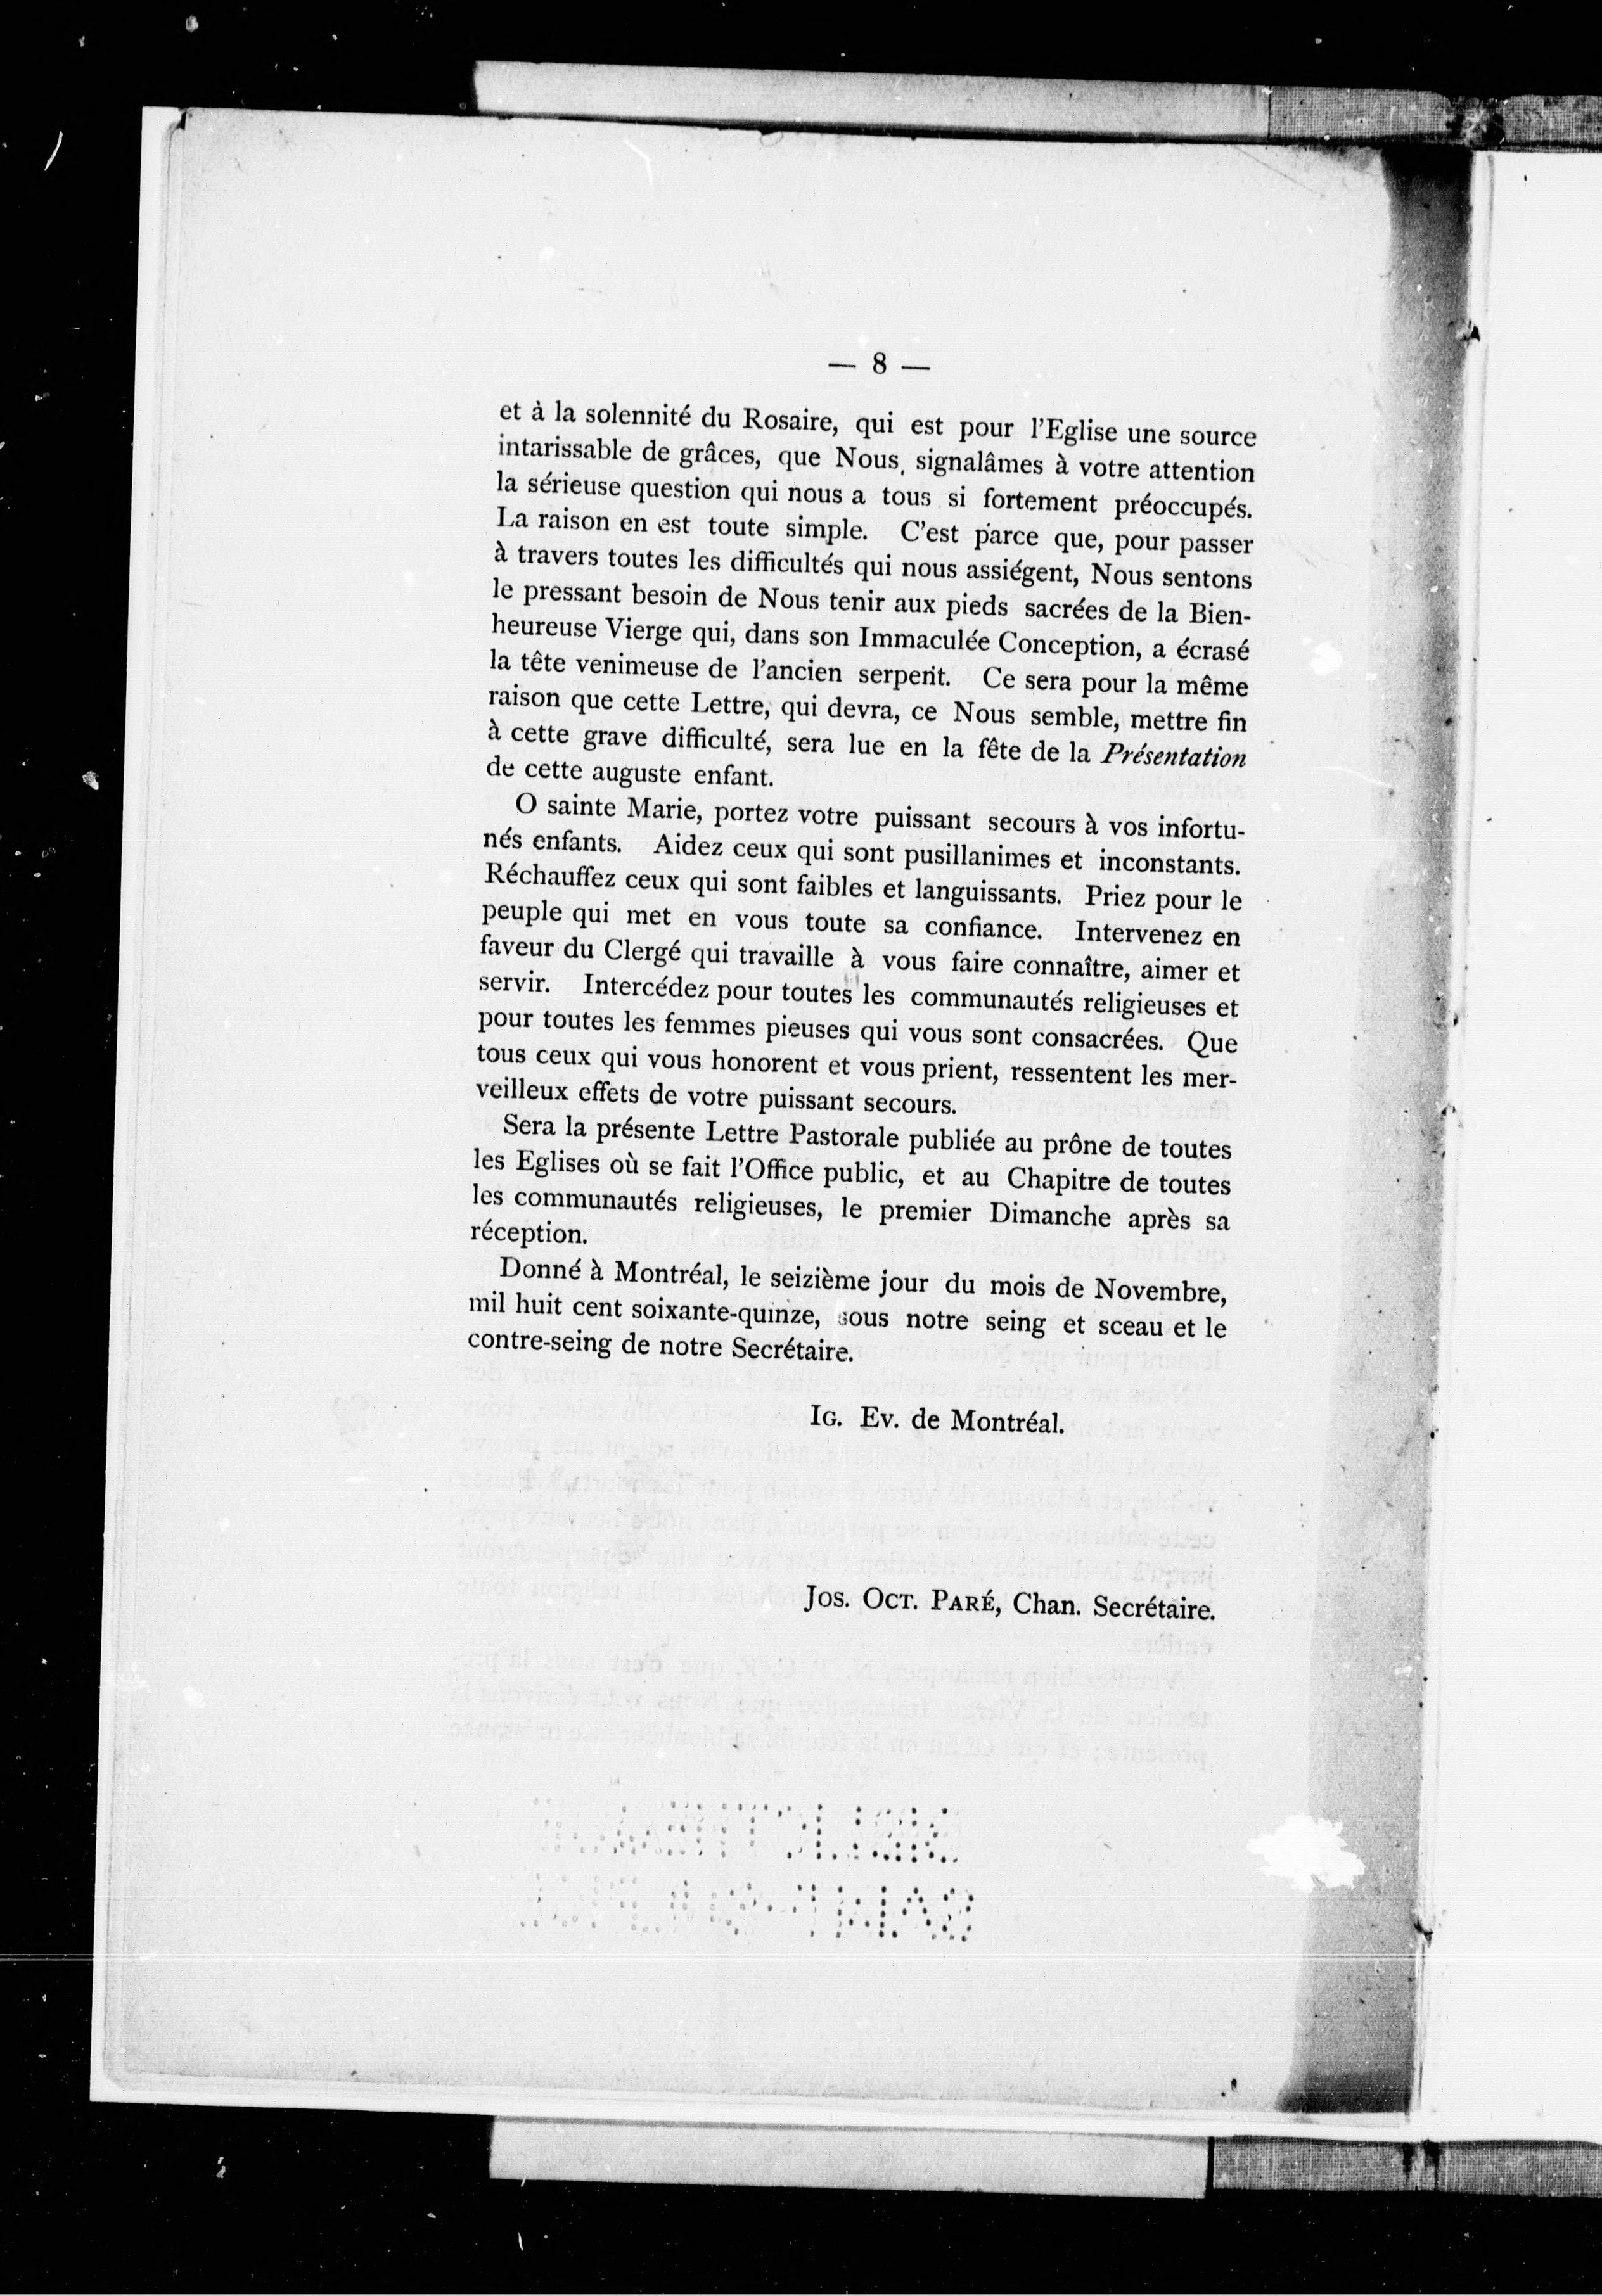 — 8 —
et à la solennité du Rosaire, qui est pour l'Eglise une source
intarissable de grâces, que Nous, signalâmes à votre attention
la sérieuse question qui nous a tous si fortement préoccupés.
La raison en est toute simple. C'est parce que, pour passer
à travers toutes les difficultés qui nous assiégent, Nous sentons
le pressant besoin de Nous tenir aux pieds sacrées de la Bien-
heureuse Vierge qui, dans son Immaculée Conception, a écrasé
la tête venimeuse de l'ancien serpent. Ce sera pour la même
raison que cette Lettre, qui devra, ce Nous semble, mettre fin
à cette grave difficulté, sera lue en la fête de la Présentation
de cette auguste enfant.
O sainte Marie, portez votre puissant secours à vos infortu-
nés enfants. Aidez ceux qui sont pusillanimes et inconstants.
Réchauffez ceux qui sont faibles et languissants. Priez pour le
peuple qui met en vous toute sa confiance. Intervenez en
faveur du Clergé qui travaille à vous faire connaître, aimer et
servir. Intercédez pour toutes les communautés religieuses et
pour toutes les femmes pieuses qui vous sont consacrées. Que
tous ceux qui vous honorent et vous prient, ressentent les mer-
veilleux effets de votre puissant secours.
Sera la présente Lettre Pastorale publiée au prône de toutes
les Eglises où se fait l'Office public, et au Chapitre de toutes
les communautés religieuses, le premier Dimanche après sa
réception.
Donné à Montréal, le seizième jour du mois de Novembre,
mil huit cent soixante-quinze, sous notre seing et sceau et le
contre-seing de notre Secrétaire.
IG. EV. de Montréal.
JOS. OCT. PARÉ, Chan. Secrétaire.